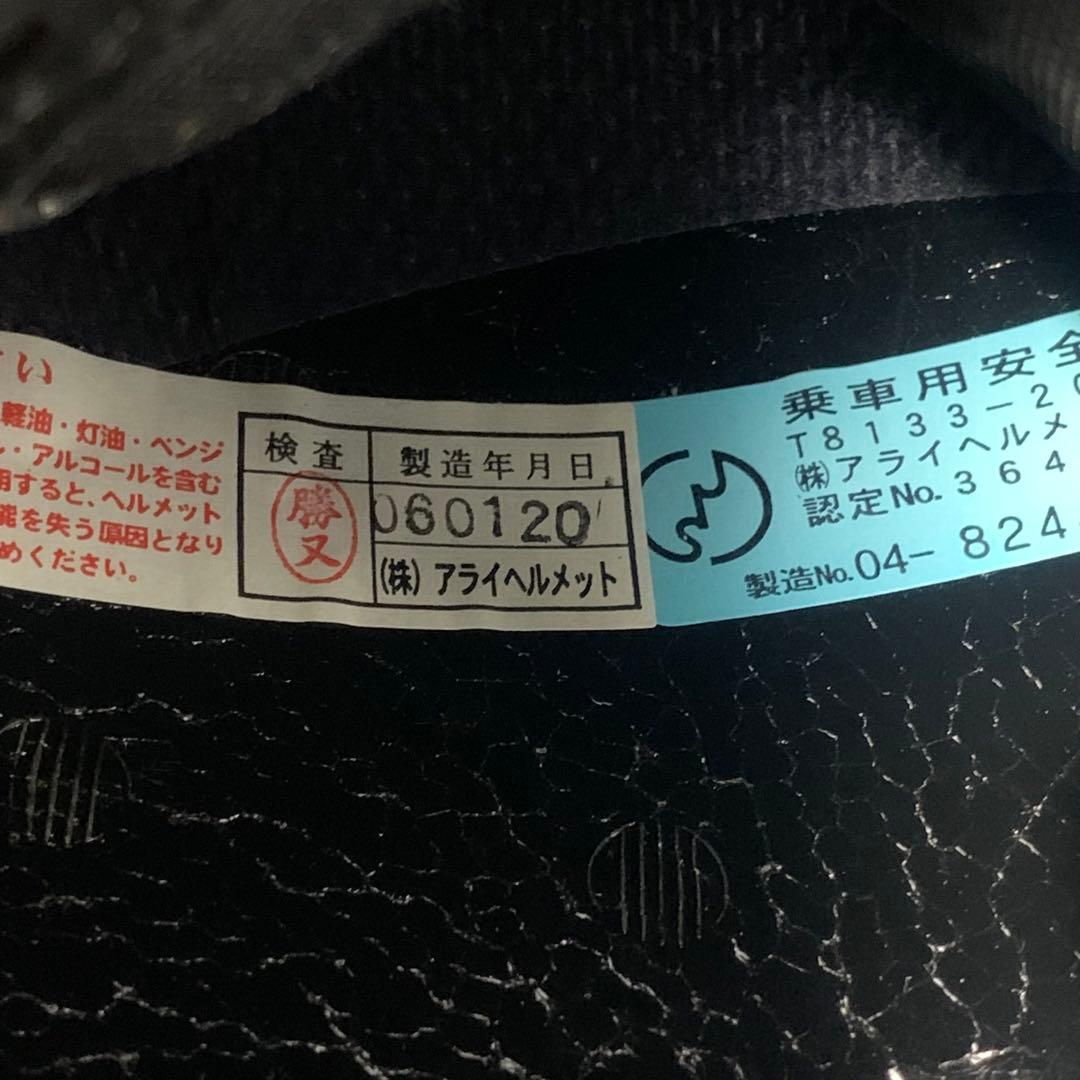 さい
軽油・灯油・ベンジ
ル・アルコールを含む
用すると、ヘルメット
能を失う原因となり
めください。
検査
製造年月日
勝
又
060120
(株) アライヘルメット
乗車用安全
T8133-20
(株)アライヘルメ
認定No.364
製造No.04-824